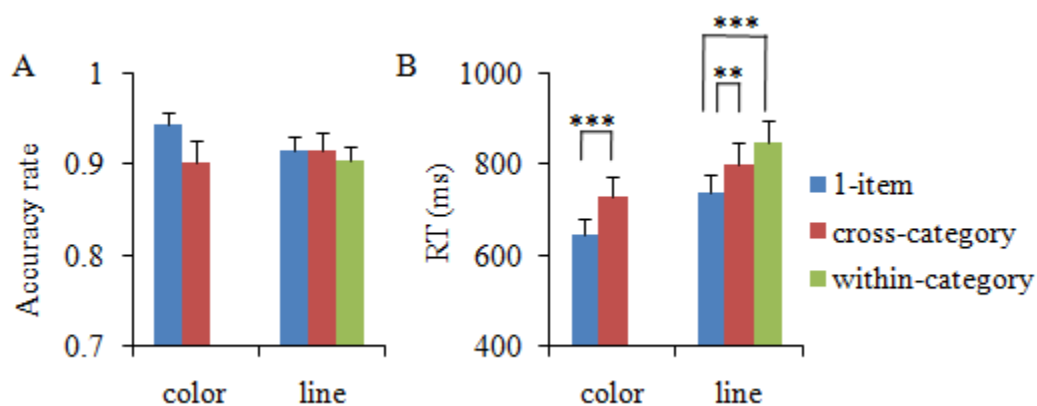 A
Accuracy rate
1
0.9
0.8
0.7
color line
B
RT (ms)
1000
800
600
400
***
***
**
color line
1-item
cross-category
within-category